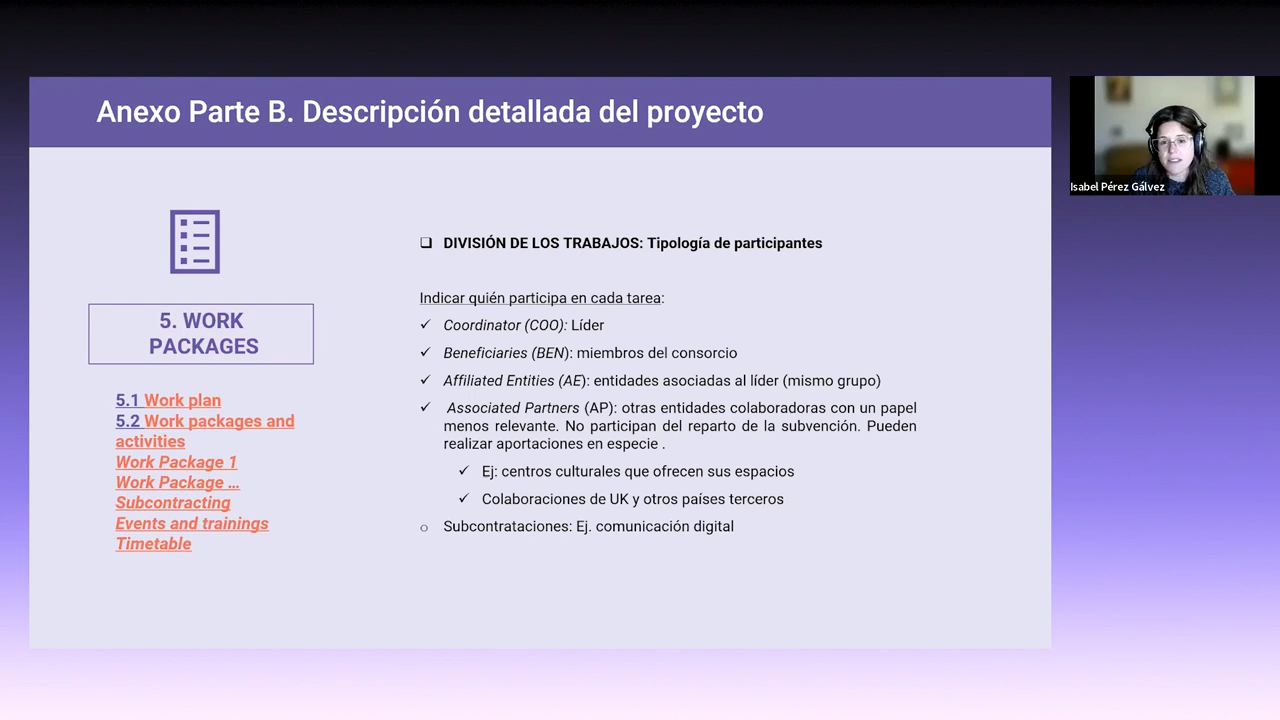 Anexo Parte B. Descripción detallada del proyecto
Isabel Pérez Gálvez
5. WORK
PACKAGES
5.1 Work plan
5.2 Work packages and
activities
Work Package 1
Work Package …
Subcontracting
Events and trainings
Timetable
❑ DIVISIÓN DE LOS TRABAJOS: Tipología de participantes
Indicar quién participa en cada tarea:
✓ Coordinator (COO): Líder
✓ Beneficiaries (BEN): miembros del consorcio
✓ Affiliated Entities (AE): entidades asociadas al líder (mismo grupo)
✓ Associated Partners (AP): otras entidades colaboradoras con un papel
menos relevante. No participan del reparto de la subvención. Pueden
realizar aportaciones en especie .
✓ Ej: centros culturales que ofrecen sus espacios
✓ Colaboraciones de UK y otros países terceros
o Subcontrataciones: Ej. comunicación digital